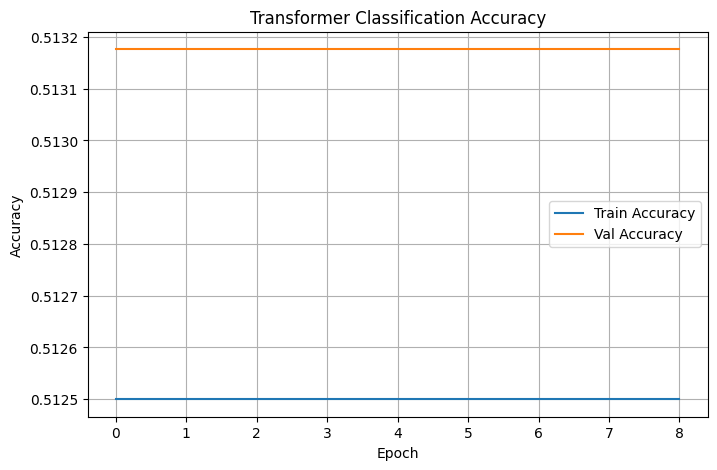 Transformer Classification Accuracy
Accuracy
0.5132
0.5131
0.5130
0.5129
0.5128
0.5127
0.5126
0.5125
Train Accuracy
Val Accuracy
0 1 2 3 4 5 6 7 8
Epoch